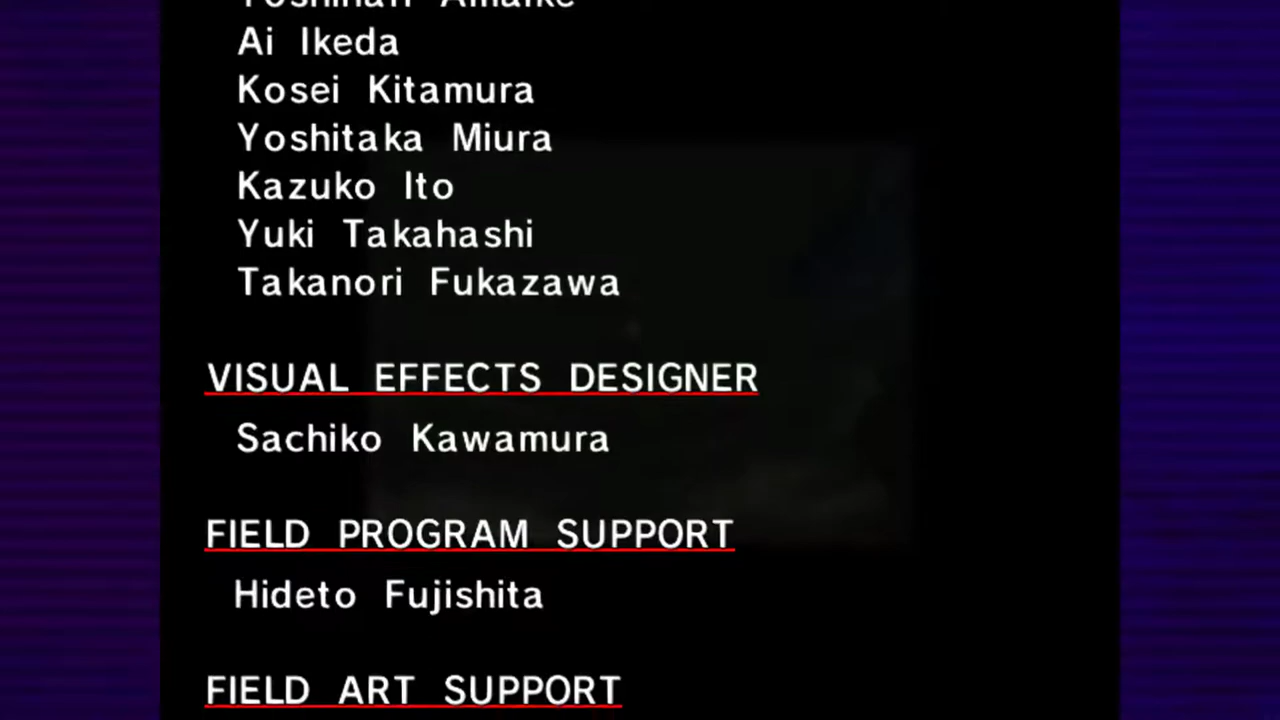 Ai Ikeda
Kosei Kitamura
Yoshitaka Miura
Kazuko Ito
Yuki Takahashi
Takanori Fukazawa
VISUAL EFFECTS DESIGNER
Sachiko Kawamura
FIELD PROGRAM SUPPORT
Hideto Fujishita
FIELD ART SUPPORT